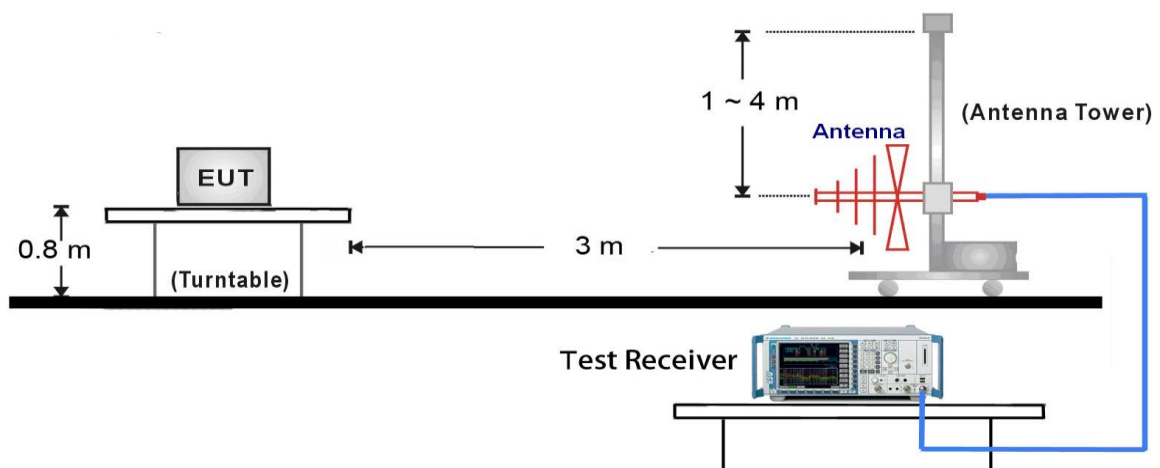 1 ~ 4 m
(Antenna Tower)
Antenna
EUT
0.8 m
3 m
(Turntable)
Test Receiver